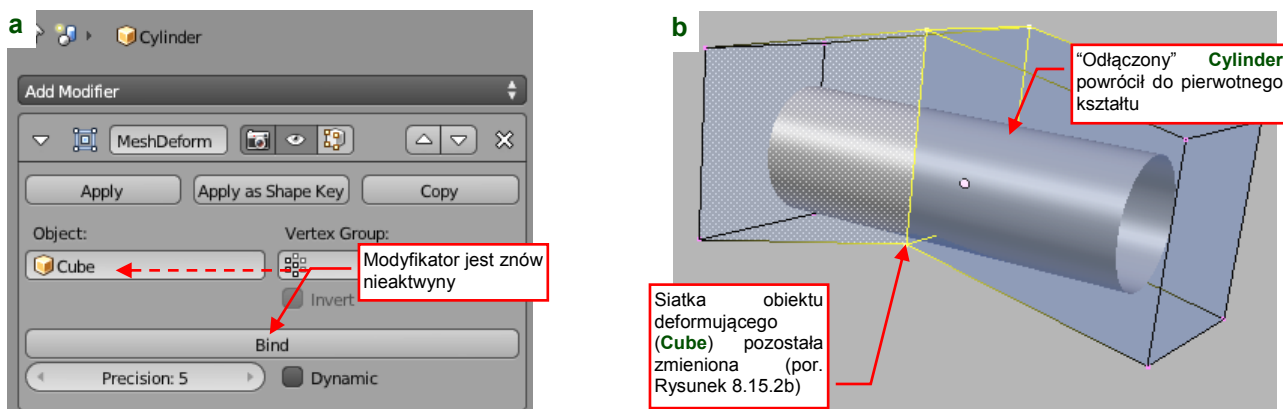 a
Cylinder
Add Modifier
MeshDeform
Apply
Apply as Shape Key
Copy
Object:
Vertex Group:
Cube
Modyfikator jest znów
nieaktwyny
Invert
Bind
Precision: 5
Dynamic
b
“Odłączony” Cylinder
powrócił do pierwotnego
kształtu
Siatka obiektu
deformującego
(Cube) pozostała
zmieniona (por.
Rysunek 8.15.2b)